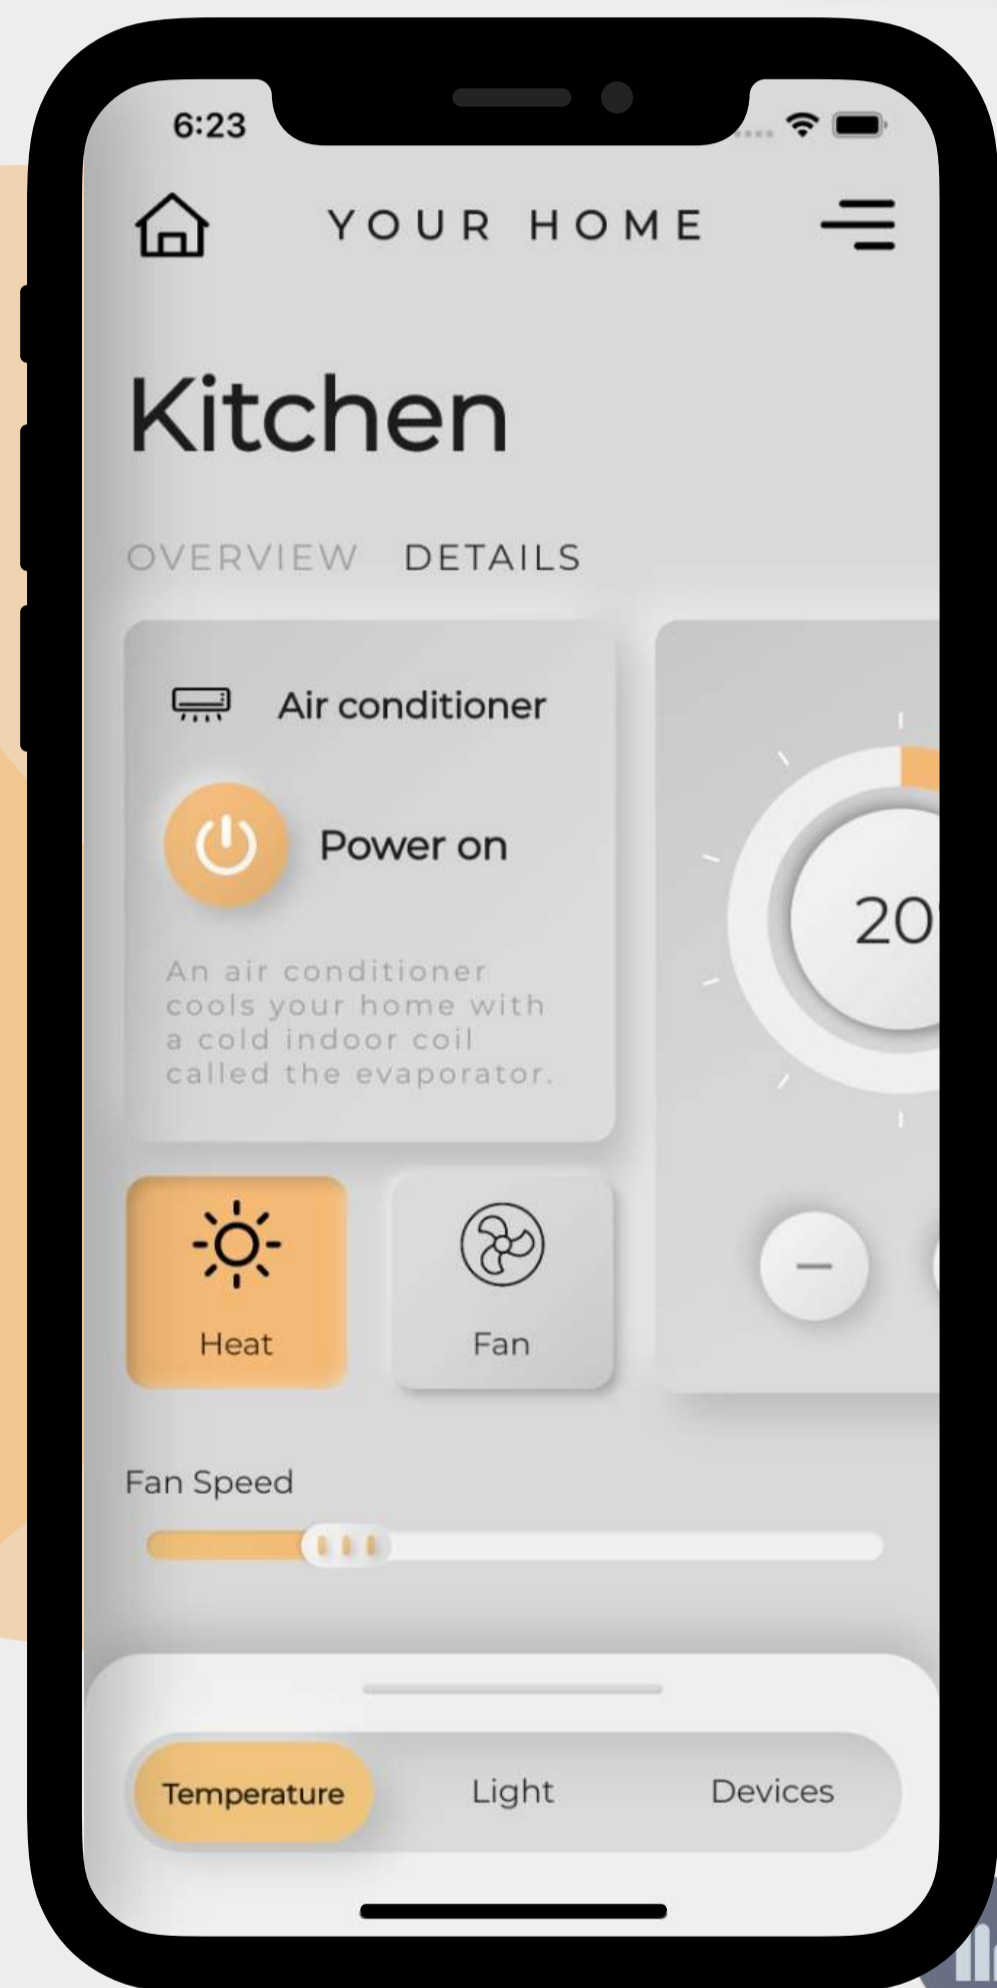 6:23
YOUR HOME
Kitchen
OVERVIEW DETAILS
Air conditioner
Power on
An air conditioner
cools your home with
a cold indoor coil
called the evaporator.
20°
Heat
Fan
Fan Speed
Temperature
Light
Devices